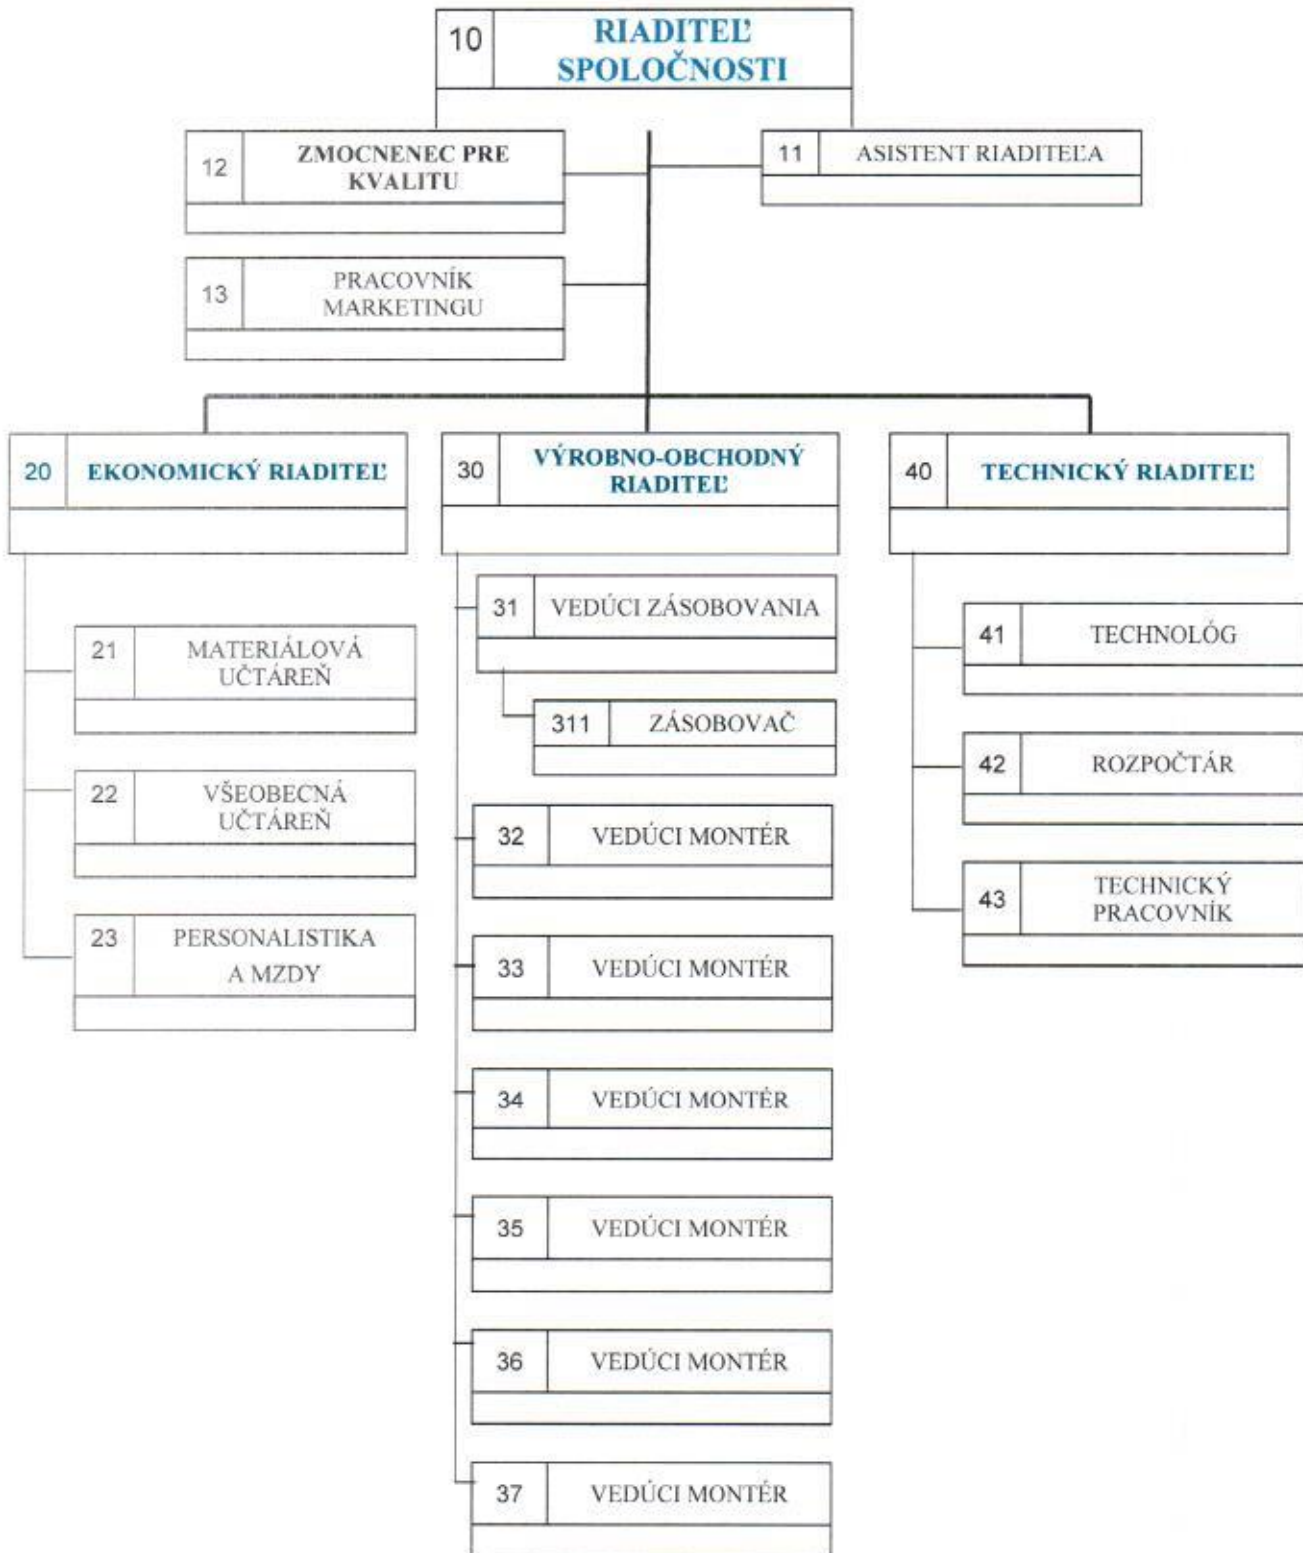 10
RIADITEĽ
SPOLOČNOSTI
12
ZMOCNENEC PRE
KVALITU
11
ASISTENT RIADITEĽA
13
PRACOVNÍK
MARKETINGU
20
EKONOMICKÝ RIADITEĽ
30
VÝROBNO-OBCHODNÝ
RIADITEĽ
40
TECHNICKÝ RIADITEĽ
21
MATERIÁLOVÁ
UČTÁREŇ
22
VŠEOBECNÁ
UČTÁREŇ
23
PERSONALISTIKA
A MZDY
31
VEDÚCI ZÁSOBOVANIA
311
ZÁSOBOVAČ
32
VEDÚCI MONTÉR
33
VEDÚCI MONTÉR
34
VEDÚCI MONTÉR
35
VEDÚCI MONTÉR
36
VEDÚCI MONTÉR
37
VEDÚCI MONTÉR
41
TECHNOLÓG
42
ROZPOČTÁR
43
TECHNICKÝ
PRACOVNÍK